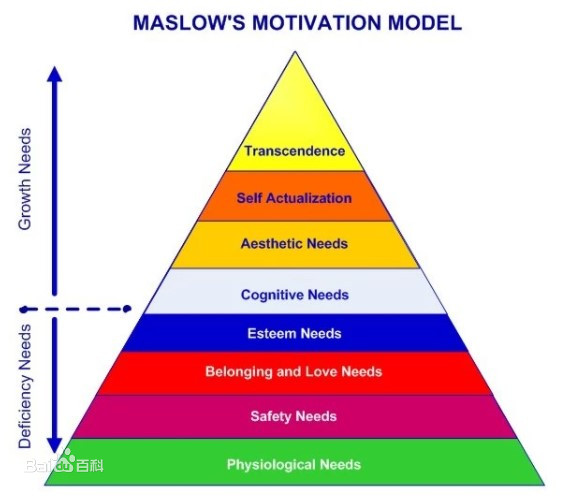 MASLOW'S MOTIVATION MODEL
Growth Needs
Deficiency Needs
Transcendence
Self Actualization
Aesthetic Needs
Cognitive Needs
Esteem Needs
Belonging and Love Needs
Safety Needs
Physiological Needs
Bai百科